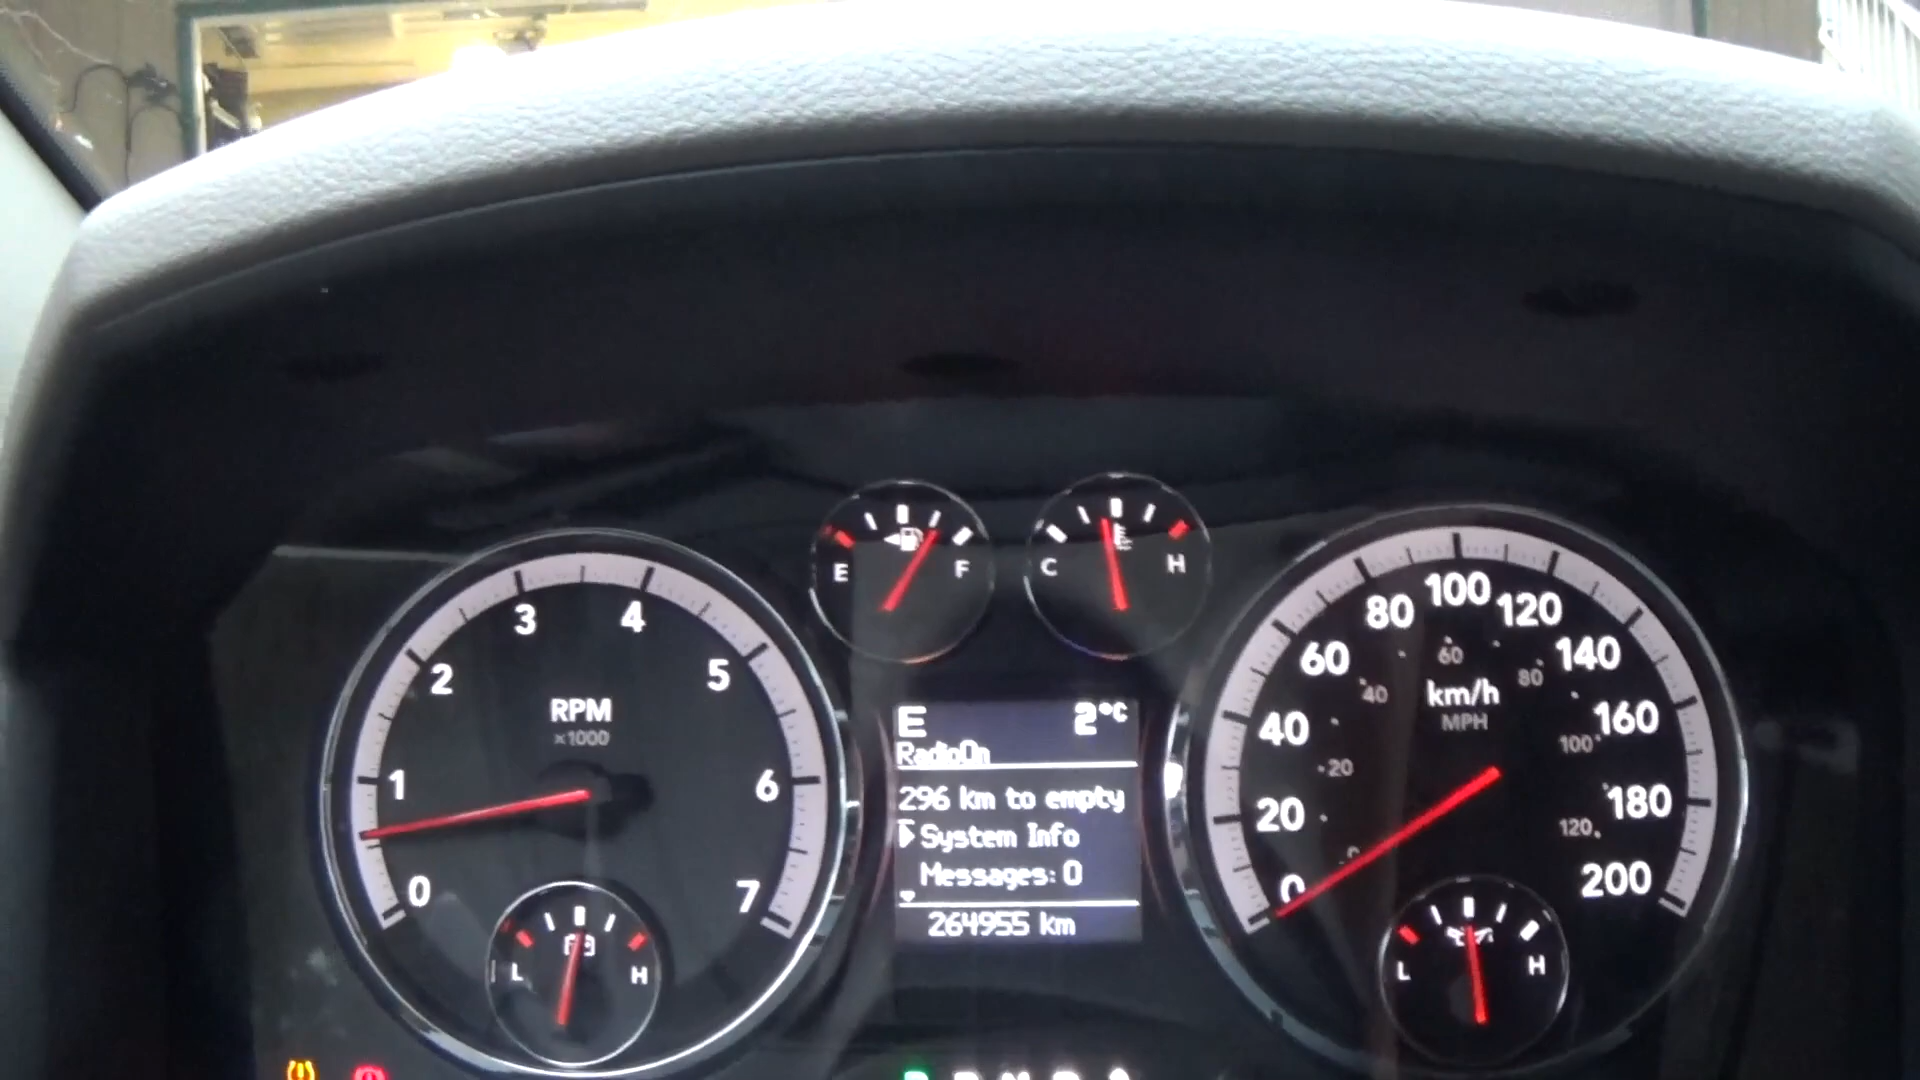 E F
C H
0 1 2 3 4 5 6 7
RPM
×1000
L H
E 2°C
RadioOn
296 km to empty
System Info
Messages: 0
264955 km
0 20 40 60 80 100 120 140 160 180 200
km/h
MPH
0 20 40 60 80 100 120
L H